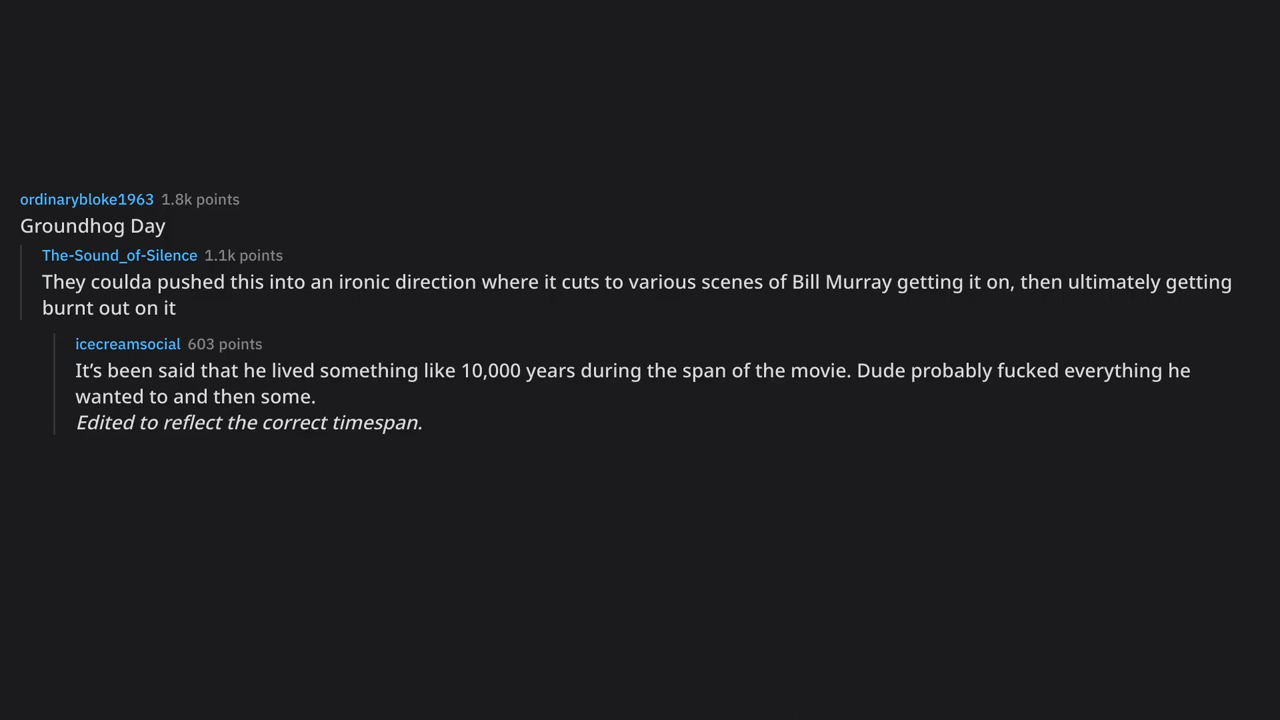 ordinarybloke1963 1.8k points
Groundhog Day
The-Sound_of-Silence 1.1k points
They coulda pushed this into an ironic direction where it cuts to various scenes of Bill Murray getting it on, then ultimately getting
burnt out on it
icecreamsocial 603 points
It’s been said that he lived something like 10,000 years during the span of the movie. Dude probably fucked everything he
wanted to and then some.
Edited to reflect the correct timespan.